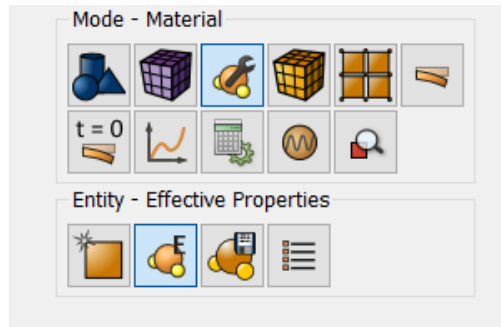 Mode - Material
t = 0
Entity - Effective Properties
E